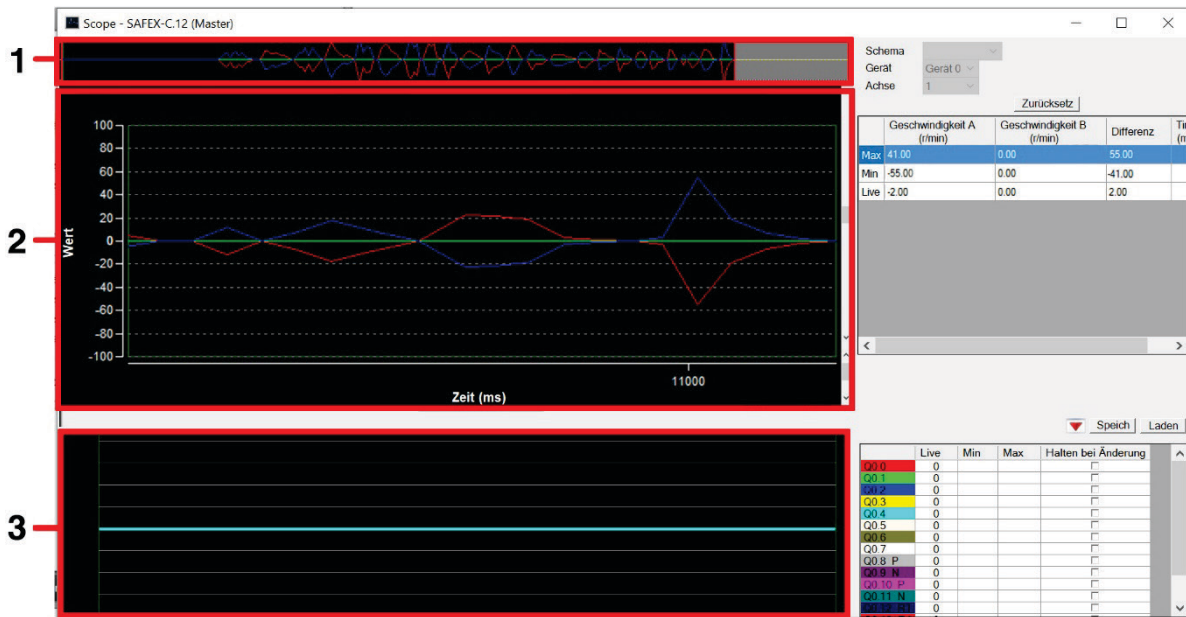 Scope - SAFEX-C.12 (Master)
1
Schema
Gerät Gerät 0
Achse 1
Zurücksetz
Geschwindigkeit A (r/min) Geschwindigkeit B (r/min) Differenz
Max 41.00 0.00 55.00
Min -55.00 0.00 -41.00
Live -2.00 0.00 2.00
2
Wert
100
80
60
40
20
0
-20
-40
-60
-80
-100
11000
Zeit (ms)
Speich Laden
3
Live Min Max Halten bei Änderung
Q0.0 0
Q0.1 0
Q0.2 0
Q0.3 0
Q0.4 0
Q0.5 0
Q0.6 0
Q0.7 0
Q0.8 P 0
Q0.9 N 0
Q0.10 P 0
Q0.11 N 0
0